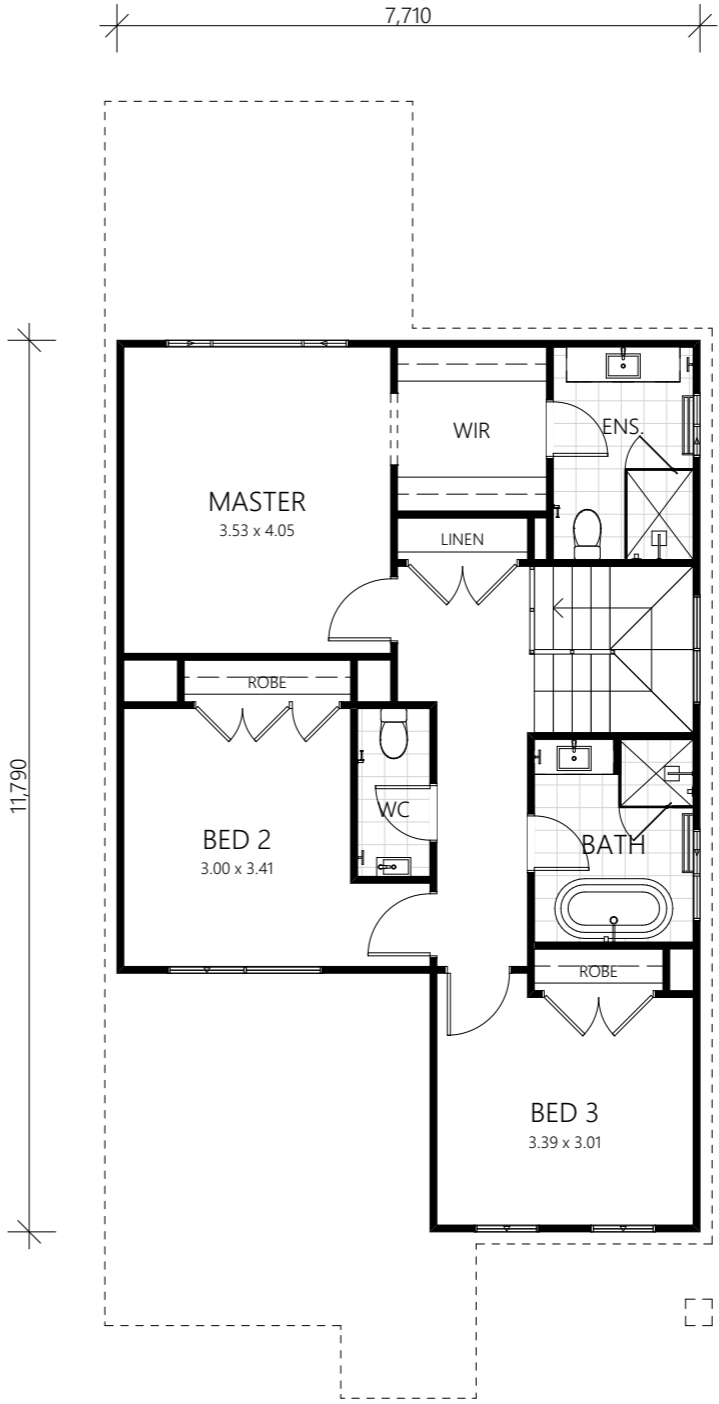 7,710
WIR
ENS.
MASTER
3.53 x 4.05
LINEN
ROBE
11,790
WC
BED 2
3.00 x 3.41
BATH
ROBE
BED 3
3.39 x 3.01